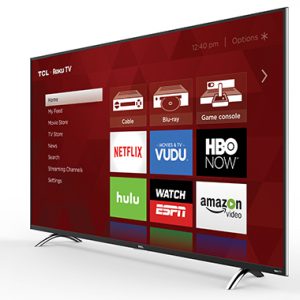 12:40 pm
Options
TCL · Roku TV
Home
My Feed
Movie Store
TV Store
News
Search
Streaming Channels
Settings
Cable
Blu-ray
Game console
NETFLIX
MOVIES & TV
VUDU
HBO
NOW
hulu
WATCH
ESPN
amazon
video
TCL